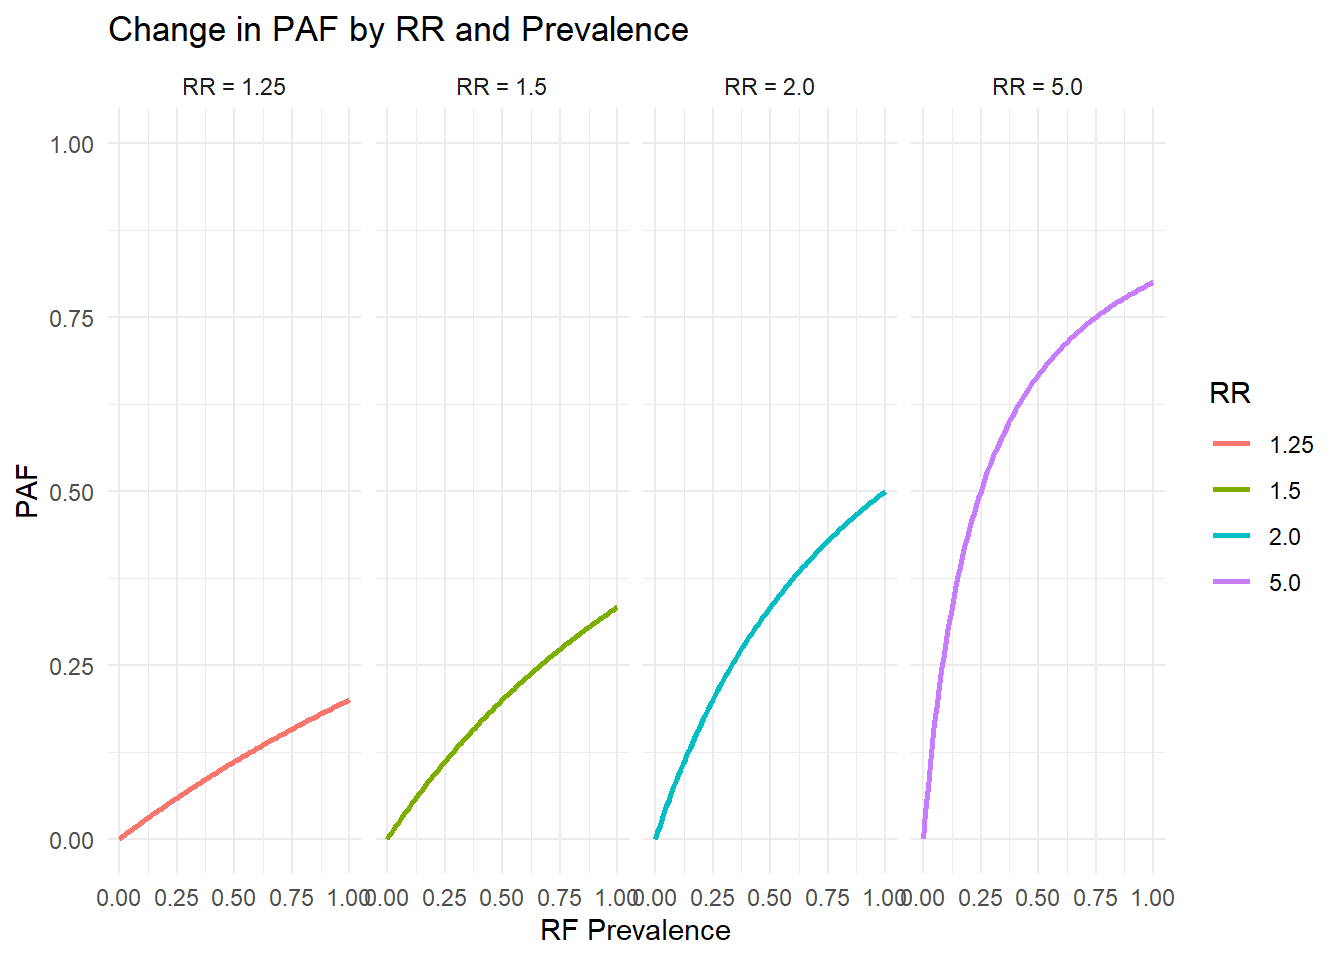 Change in PAF by RR and Prevalence
RR = 1.25 RR = 1.5 RR = 2.0 RR = 5.0
1.00
0.75
0.50
0.25
0.00
PAF
0.00 0.25 0.50 0.75 1.00 0.00 0.25 0.50 0.75 1.00 0.00 0.25 0.50 0.75 1.00 0.00 0.25 0.50 0.75 1.00
RF Prevalence
RR
1.25
1.5
2.0
5.0